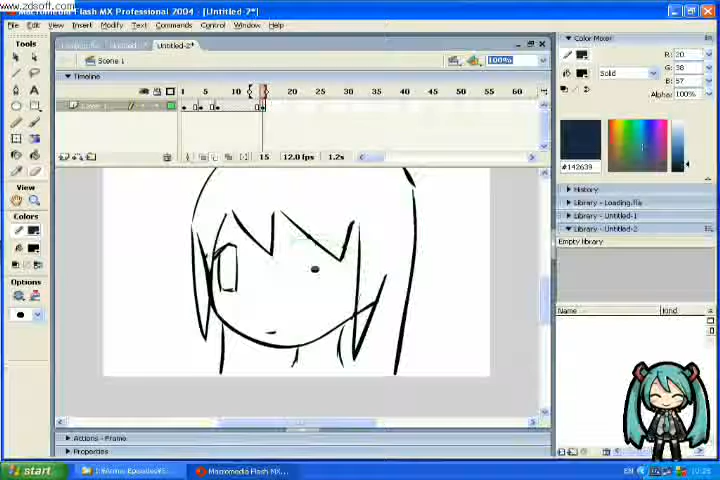 www.zdsoft.com
Macromedia Flash MX Professional 2004 - [Untitled-2*]
File Edit View Insert Modify Text Commands Control Window Help
Tools
View
Colors
Options
Untitled-2*
Scene 1
100%
Timeline
1 5 10 20 25 30 35 40 45 50 55 60
15 12.0 fps 1.2s
Color Mixer
Solid
R: 20
G: 38
B: 57
Alpha: 100%
#142639
History
Library - Loading.fla
Library - Untitled-1
Library - Untitled-2
Empty library
Name Kind
Actions - Frame
Properties
start
Macromedia Flash MX...
EN